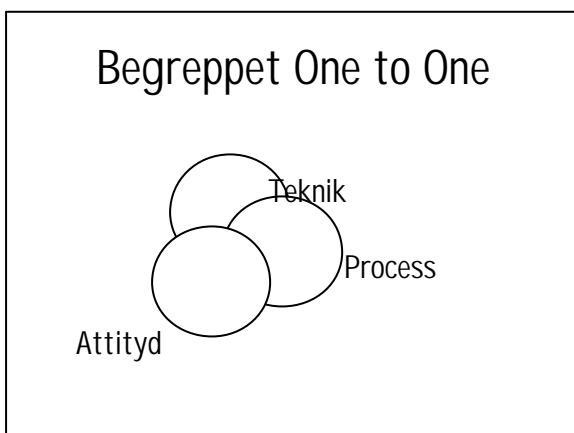 Begreppet One to One
Teknik
Process
Attityd